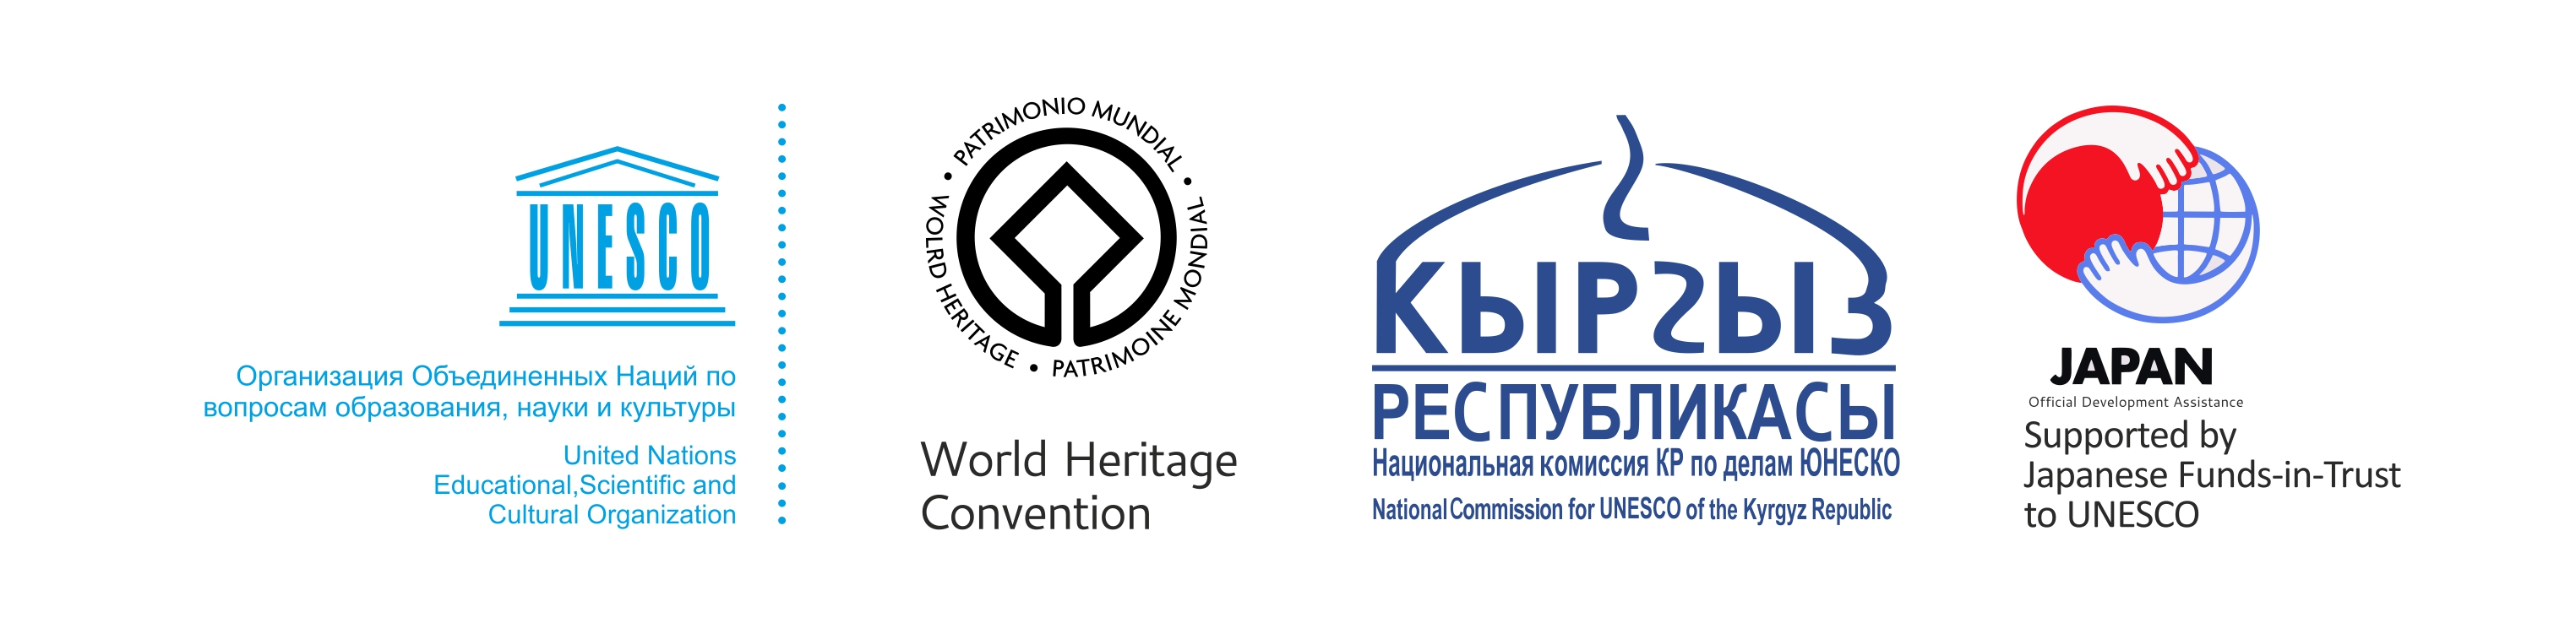 UNESCO
Организация Объединенных Наций по
вопросам образования, науки и культуры
United Nations
Educational,Scientific and
Cultural Organization
• PATRIMONIO MUNDIAL •
WOLRD HERITAGE •
PATRIMOINE MONDIAL
World Heritage
Convention
КЫРГЫЗ
РЕСПУБЛИКАСЫ
Национальная комиссия КР по делам ЮНЕСКО
National Commission for UNESCO of the Kyrgyz Republic
JAPAN
Official Development Assistance
Supported by
Japanese Funds-in-Trust
to UNESCO